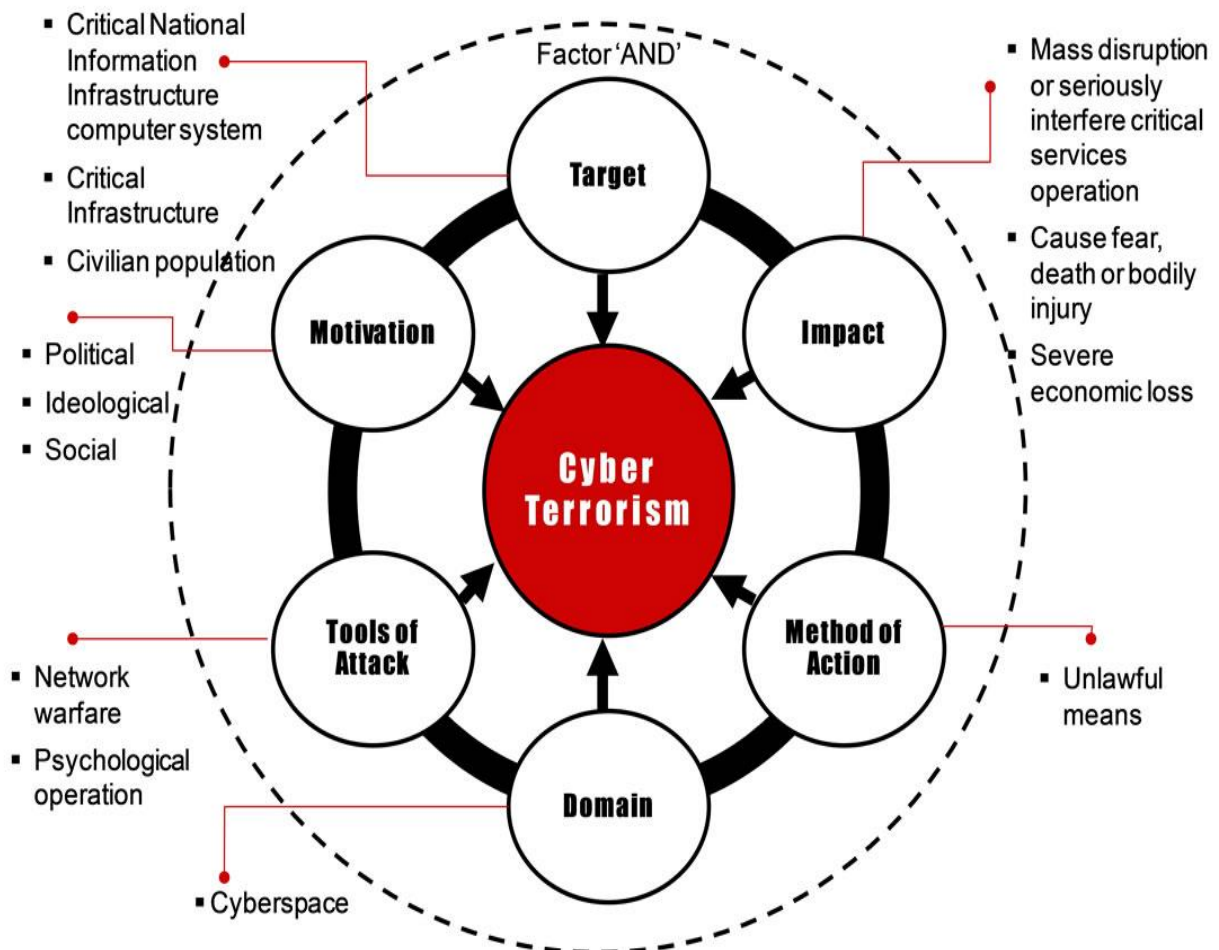 ▪ Critical National
Information
Infrastructure
computer system
▪ Critical
Infrastructure
▪ Civilian population
Factor ‘AND’
▪ Mass disruption
or seriously
interfere critical
services
operation
▪ Cause fear,
death or bodily
injury
▪ Severe
economic loss
Target
Motivation
Impact
▪ Political
▪ Ideological
▪ Social
Cyber
Terrorism
Tools of
Attack
Method of
Action
▪ Network
warfare
▪ Psychological
operation
▪ Unlawful
means
Domain
▪ Cyberspace